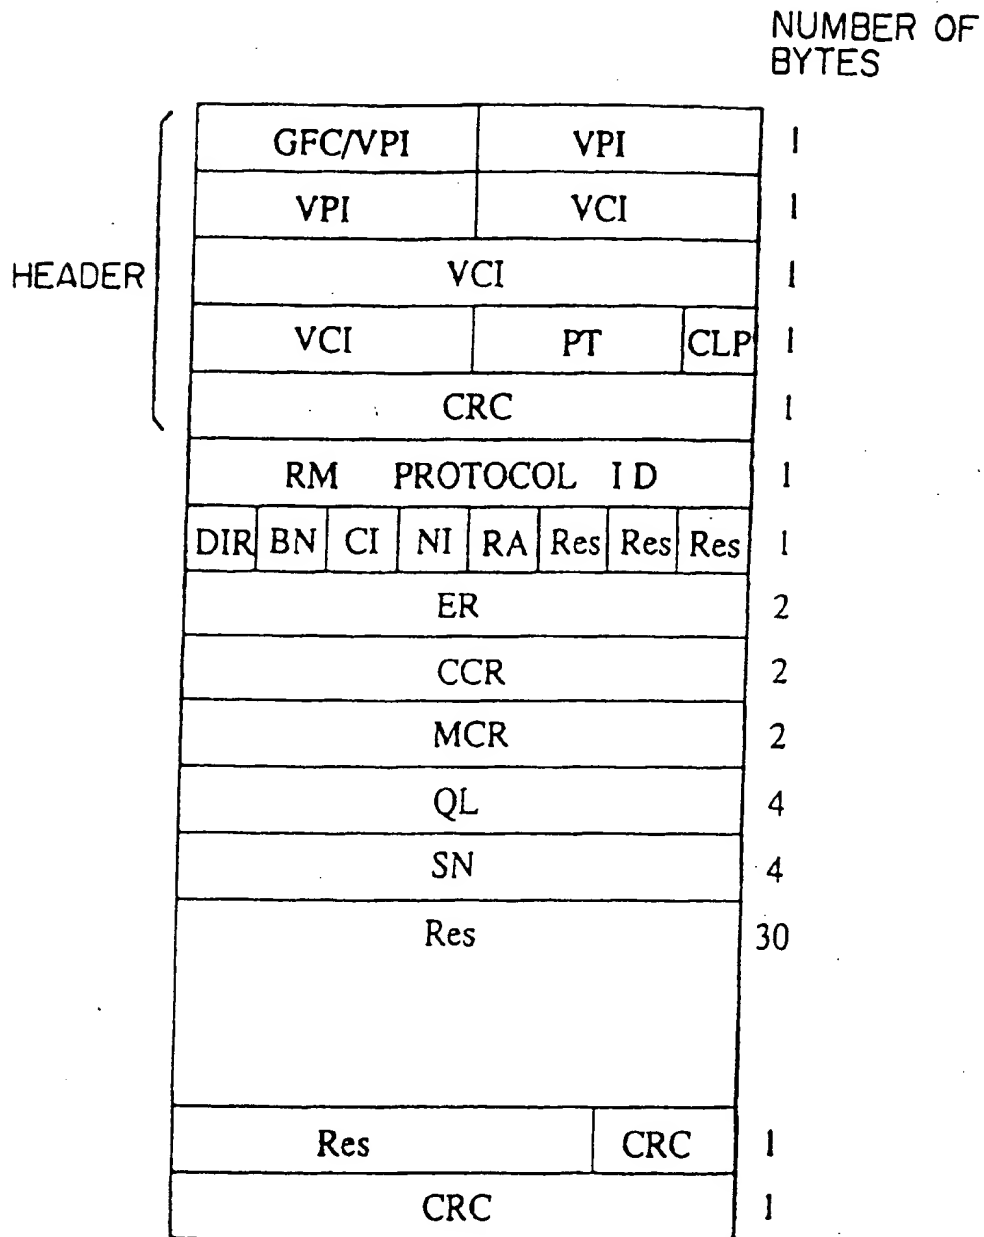 NUMBER OF
BYTES
GFC/VPI VPI 1
VPI VCI 1
HEADER VCI 1
VCI PT CLP 1
CRC 1
RM PROTOCOL ID 1
DIR BN CI NI RA Res Res Res 1
ER 2
CCR 2
MCR 2
QL 4
SN 4
Res 30
Res CRC 1
CRC 1